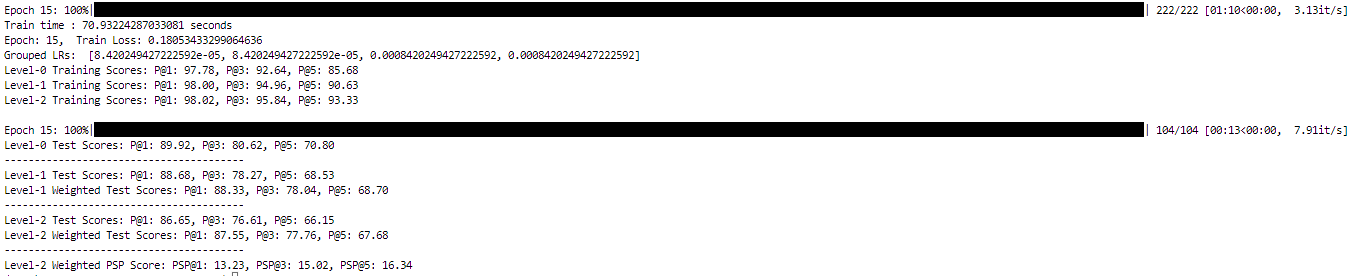 Epoch 15: 100%| | 222/222 [01:10<00:00, 3.13it/s]
Train time : 70.93224287033081 seconds
Epoch: 15, Train Loss: 0.18053433299064636
Grouped LRs: [8.420249427222592e-05, 8.420249427222592e-05, 0.0008420249427222592, 0.0008420249427222592]
Level-0 Training Scores: P@1: 97.78, P@3: 92.64, P@5: 85.68
Level-1 Training Scores: P@1: 98.00, P@3: 94.96, P@5: 90.63
Level-2 Training Scores: P@1: 98.02, P@3: 95.84, P@5: 93.33
Epoch 15: 100%| | 104/104 [00:13<00:00, 7.91it/s]
Level-0 Test Scores: P@1: 89.92, P@3: 80.62, P@5: 70.80
----------------------------------------
Level-1 Test Scores: P@1: 88.68, P@3: 78.27, P@5: 68.53
Level-1 Weighted Test Scores: P@1: 88.33, P@3: 78.04, P@5: 68.70
----------------------------------------
Level-2 Test Scores: P@1: 86.65, P@3: 76.61, P@5: 66.15
Level-2 Weighted Test Scores: P@1: 87.55, P@3: 77.76, P@5: 67.68
----------------------------------------
Level-2 Weighted PSP Score: PSP@1: 13.23, PSP@3: 15.02, PSP@5: 16.34